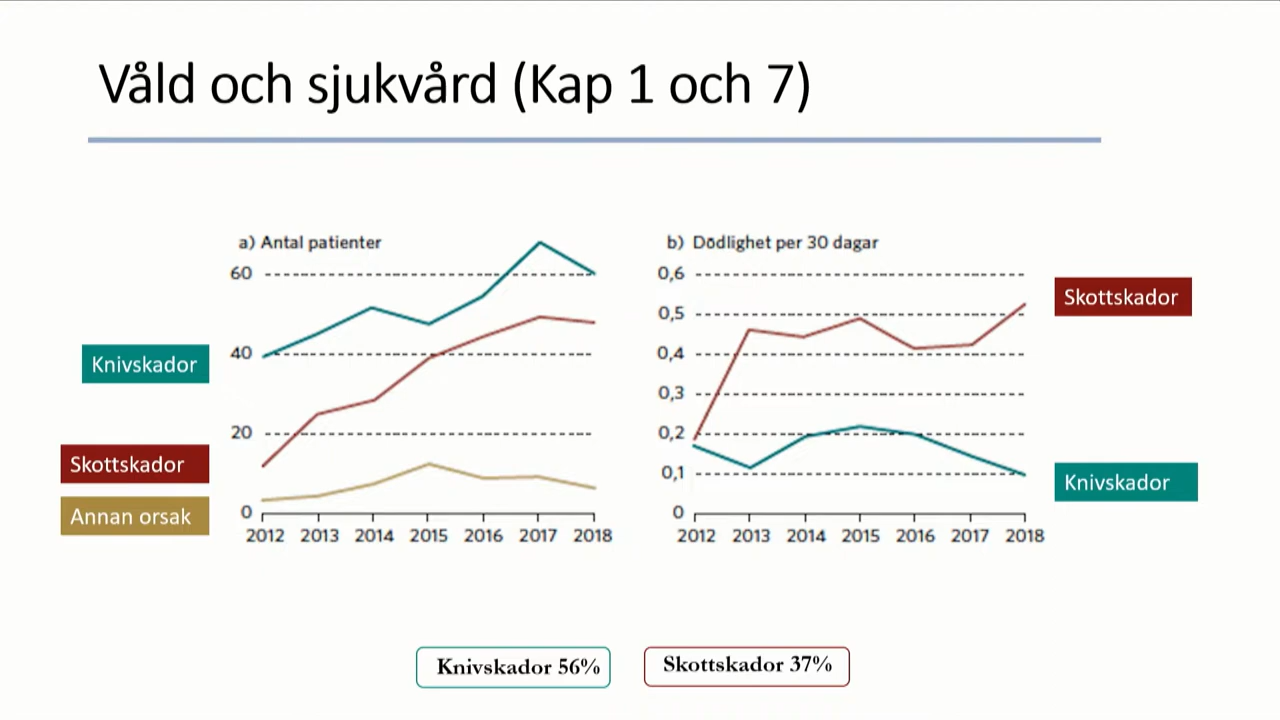 Våld och sjukvård (Kap 1 och 7)
a) Antal patienter
60
40
20
0
2012 2013 2014 2015 2016 2017 2018
Knivskador
Skottskador
Annan orsak
b) Dödlighet per 30 dagar
0,6
0,5
0,4
0,3
0,2
0,1
0
2012 2013 2014 2015 2016 2017 2018
Skottskador
Knivskador
Knivskador 56%
Skottskador 37%